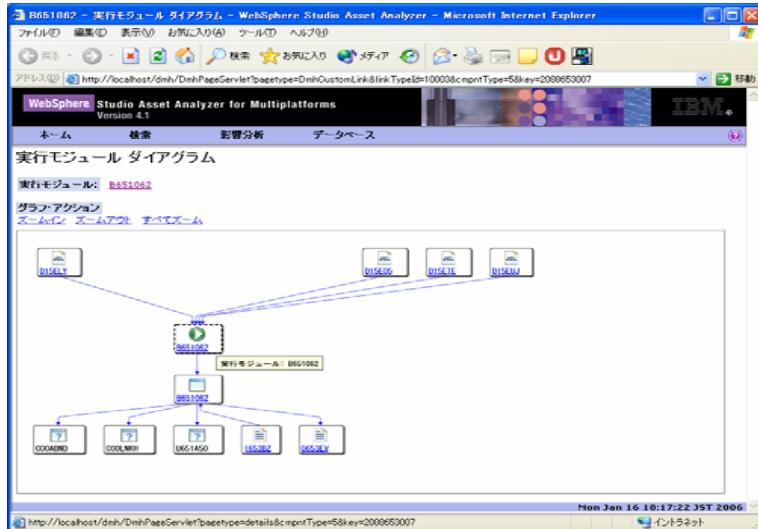 B651062 - 実行モジュール ダイアグラム - WebSphere Studio Asset Analyzer - Microsoft Internet Explorer
ファイル(F) 編集(E) 表示(V) お気に入り(A) ツール(T) ヘルプ(H)
戻る 検索 お気に入り メディア
アドレス(D) http://localhost/dmh/DmhPageServlet?pagetype=DmhCustomLink&linkTypeId=10003&cmpntType=5&key=2088653007 移動
WebSphere Studio Asset Analyzer for Multiplatforms
Version 4.1
IBM
ホーム 検索 影響分析 データベース
実行モジュール ダイアグラム
実行モジュール: B651062
グラフ・アクション
ズームイン ズームアウト すべてズーム
D15ELY D15EOS D15ETE D15EUJ
B651062
実行モジュール: B651062
B651062
COOABND COOLNKH U651A50 I653BZ O653EY
Mon Jan 16 18:17:22 JST 2006
http://localhost/dmh/DmhPageServlet?pagetype=details&cmpntType=5&key=2088653007 イントラネット